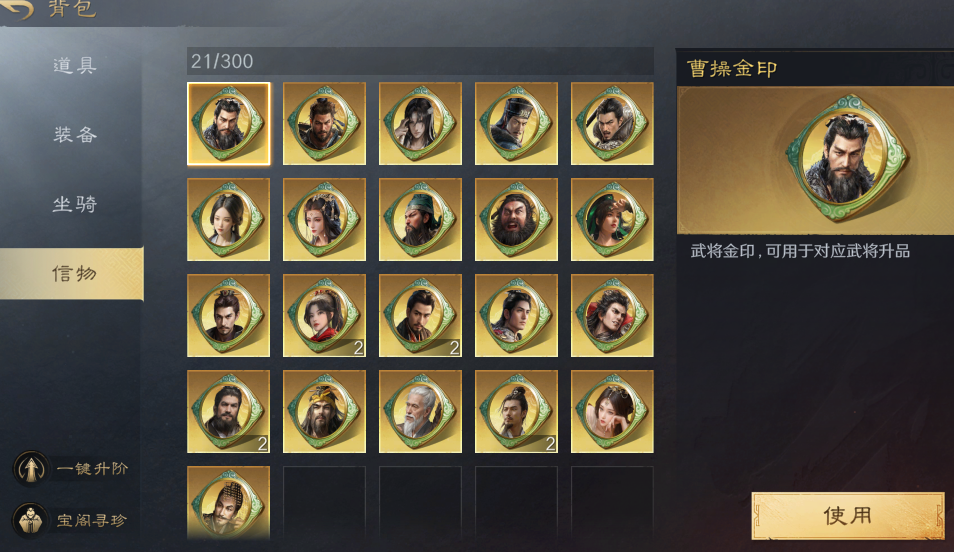 背包
道具
装备
坐骑
信物
一键升阶
宝阁寻珍
21/300
2
2
2
2
曹操金印
武将金印,可用于对应武将升品
使用